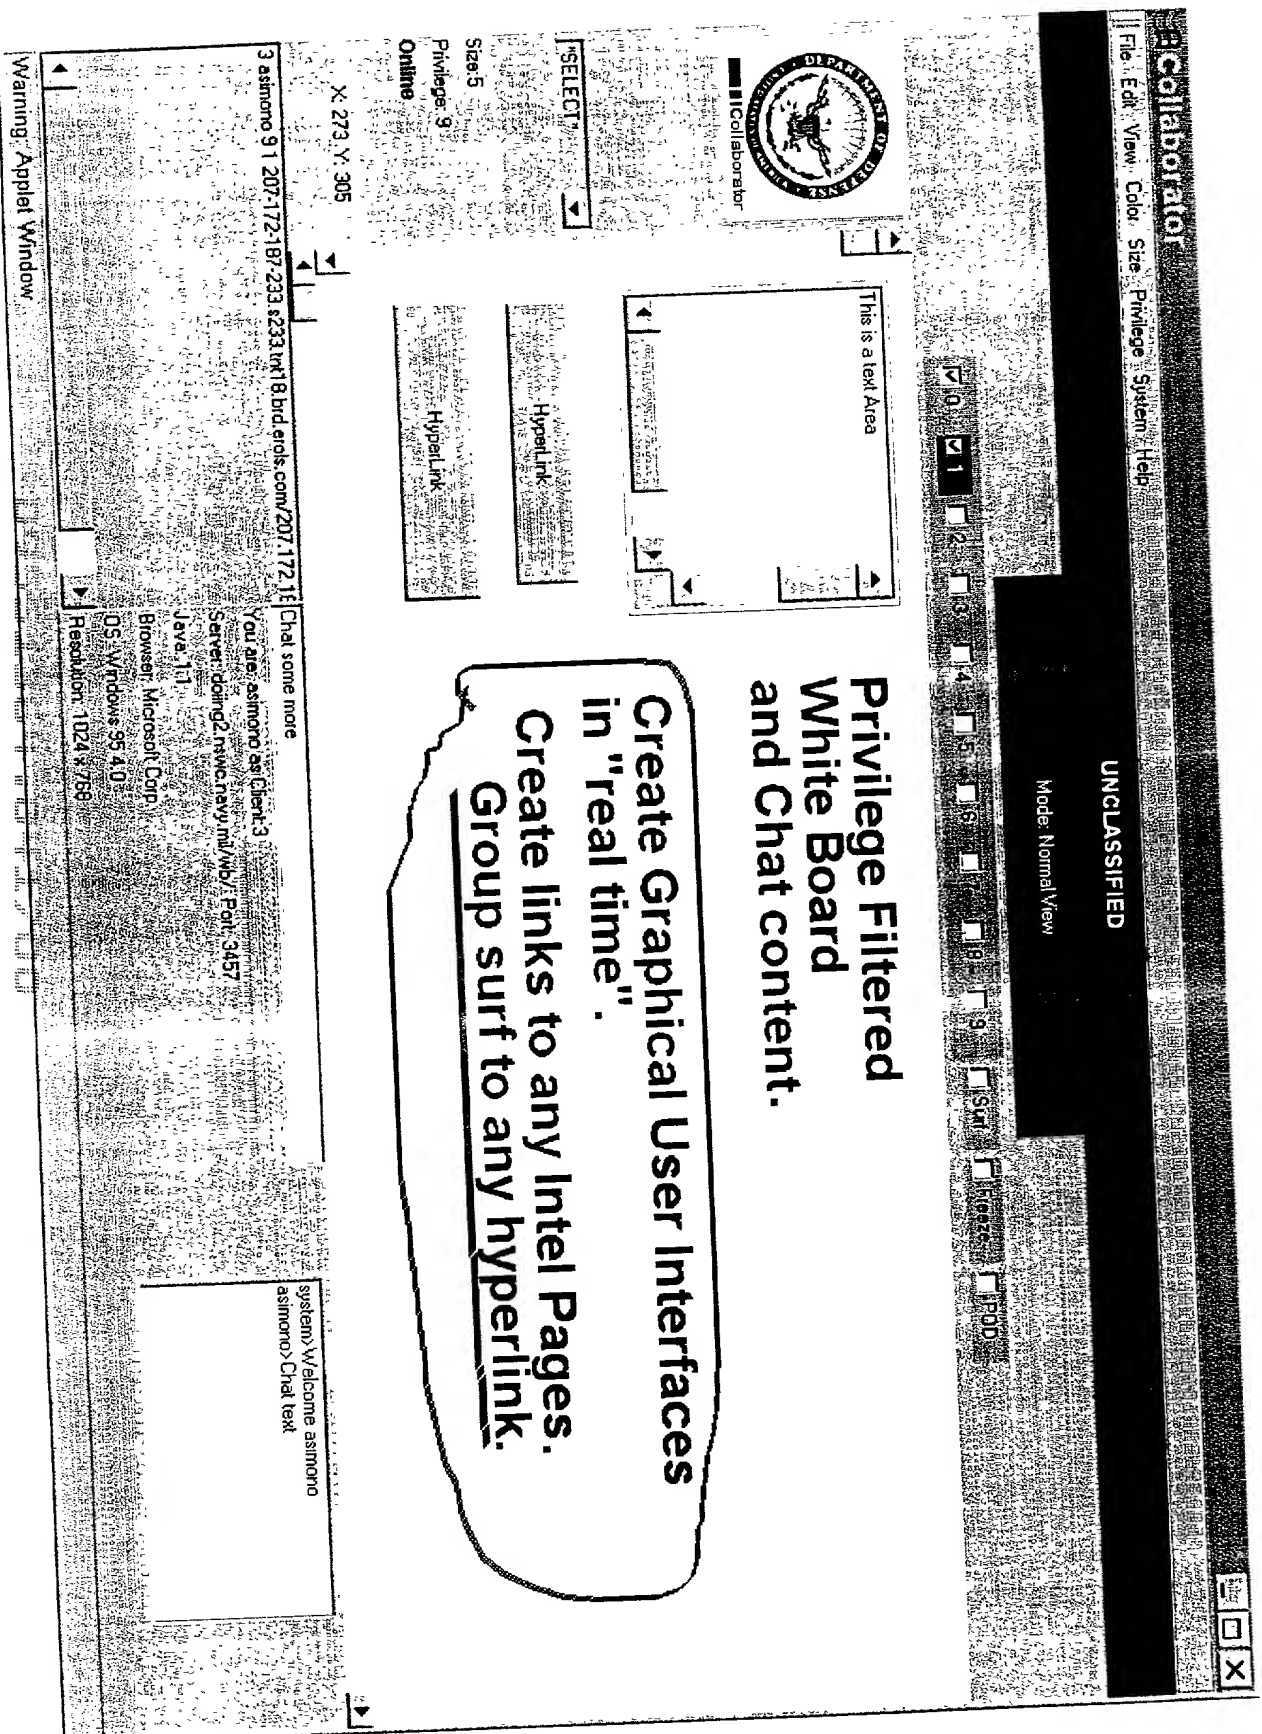 Collaborator
File Edit View Color Size Privilege System Help
UNCLASSIFIED
Mode: Normal View
0 1 2 3 4 5 6 7 8 9 Surf Freeze POD
DEPARTMENT OF DEFENSE
Collaborator
"SELECT"
Size:5
Privilege: 9
Online
X: 273 Y: 305
This is a text Area
HyperLink
HyperLink
Privilege Filtered
White Board
and Chat content.
Create Graphical User Interfaces
in "real time".
Create links to any Intel Pages.
Group surf to any hyperlink.
3 asimono 9 1 207-172-187-233.s233.tnt18.brd.erols.com/207.172.18
Chat some more
You are: asimono as Client:3
Server: doing2.nswc.navy.mil/wb/: Port: 3457
Java: 1.1
Browser: Microsoft Corp.
OS: Windows 95 4.0
Resolution: 1024 x 768
system>Welcome asimono
asimono>Chat text
Warning: Applet Window